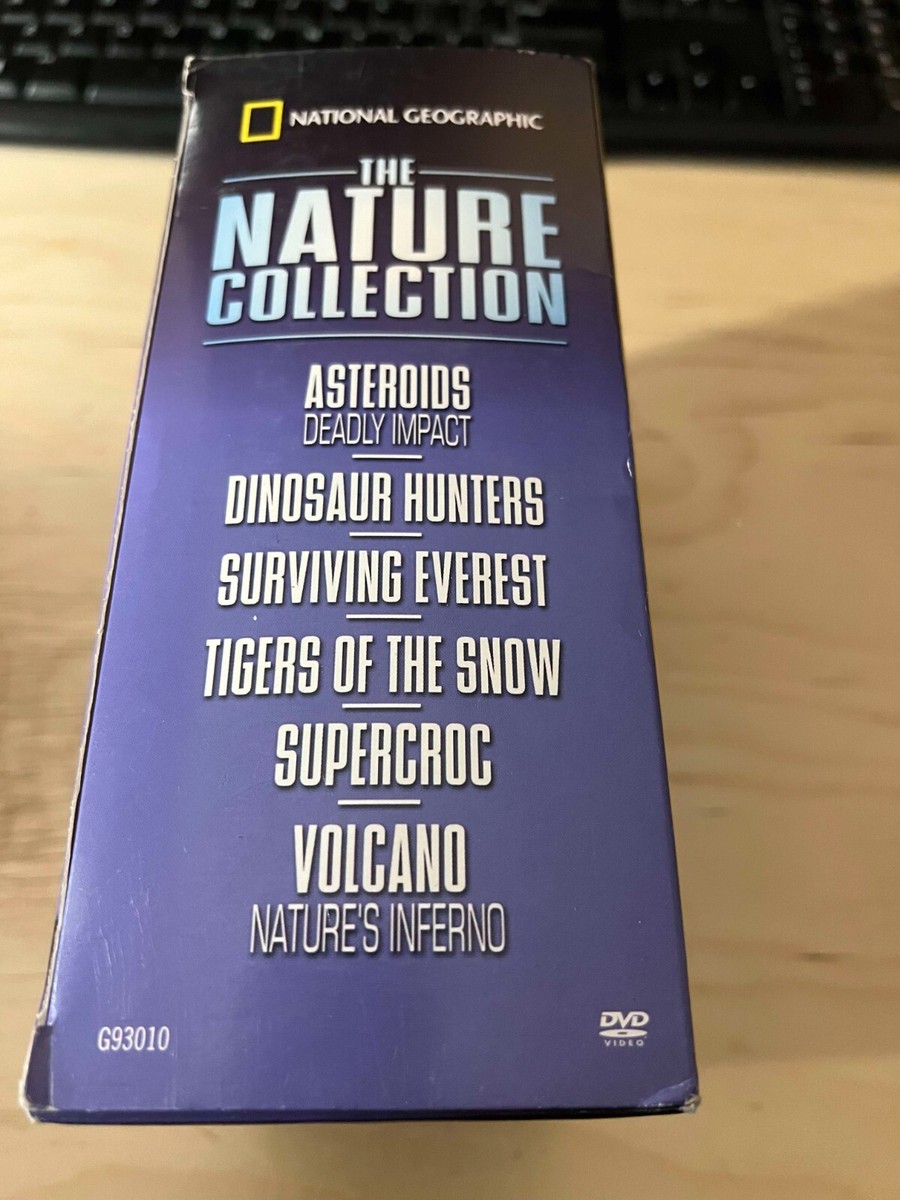 NATIONAL GEOGRAPHIC
THE
NATURE
COLLECTION
ASTEROIDS
DEADLY IMPACT
DINOSAUR HUNTERS
SURVIVING EVEREST
TIGERS OF THE SNOW
SUPERCROC
VOLCANO
NATURE'S INFERNO
G93010
DVD
VIDEO